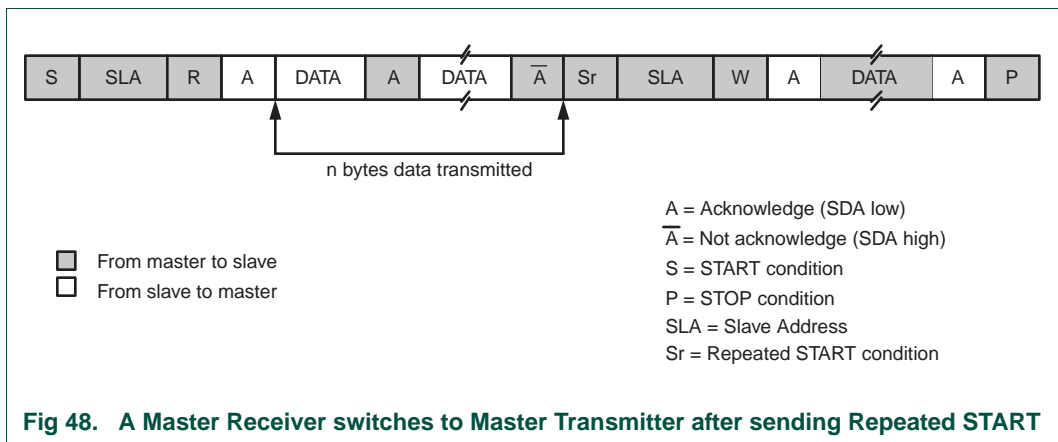 S SLA R A DATA A DATA A̅ Sr SLA W A DATA A P
n bytes data transmitted
From master to slave
From slave to master
A = Acknowledge (SDA low)
A̅ = Not acknowledge (SDA high)
S = START condition
P = STOP condition
SLA = Slave Address
Sr = Repeated START condition
Fig 48. A Master Receiver switches to Master Transmitter after sending Repeated START